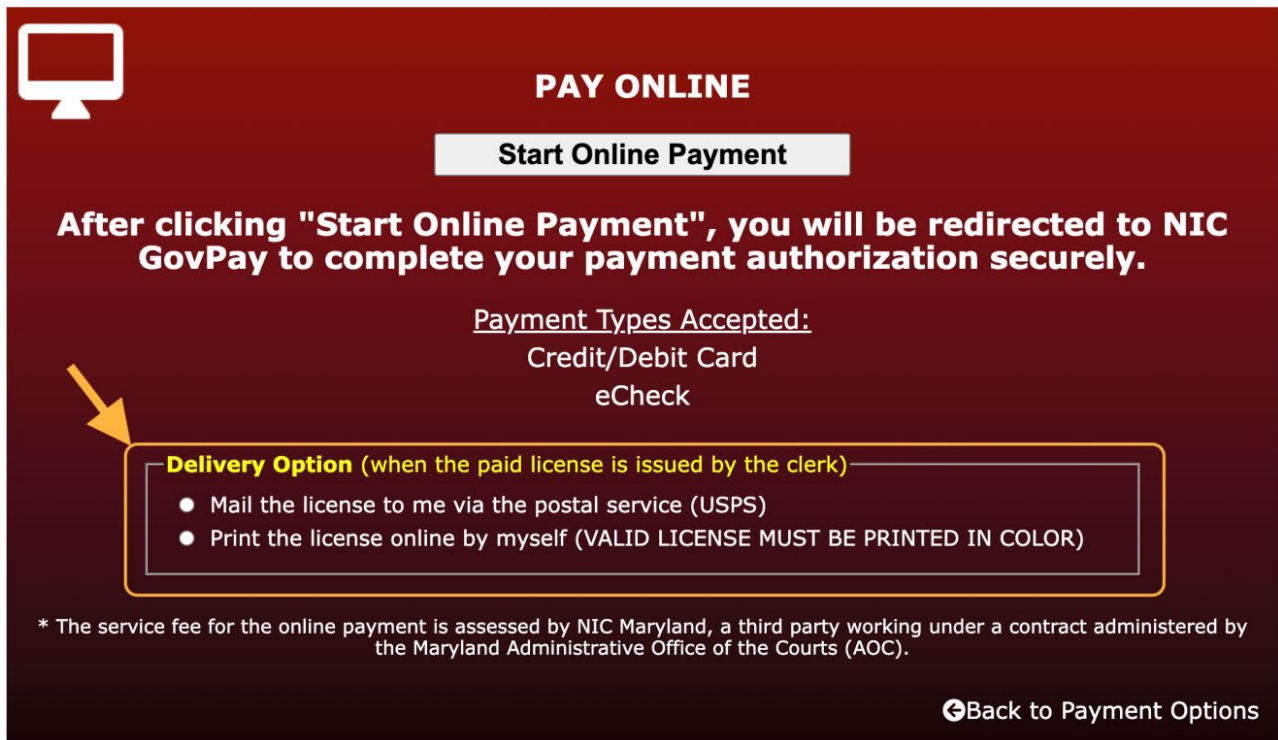 PAY ONLINE
Start Online Payment
After clicking "Start Online Payment", you will be redirected to NIC
GovPay to complete your payment authorization securely.
Payment Types Accepted:
Credit/Debit Card
eCheck
Delivery Option (when the paid license is issued by the clerk)
Mail the license to me via the postal service (USPS)
Print the license online by myself (VALID LICENSE MUST BE PRINTED IN COLOR)
* The service fee for the online payment is assessed by NIC Maryland, a third party working under a contract administered by
the Maryland Administrative Office of the Courts (AOC).
Back to Payment Options